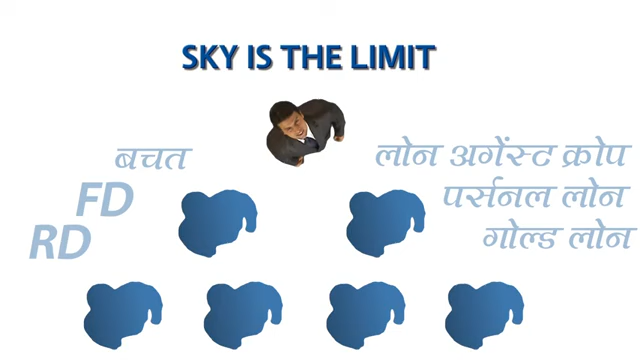 SKY IS THE LIMIT
बचत
FD
RD
लोन अगेंस्ट क्रोप
पर्सनल लोन
गोल्ड लोन